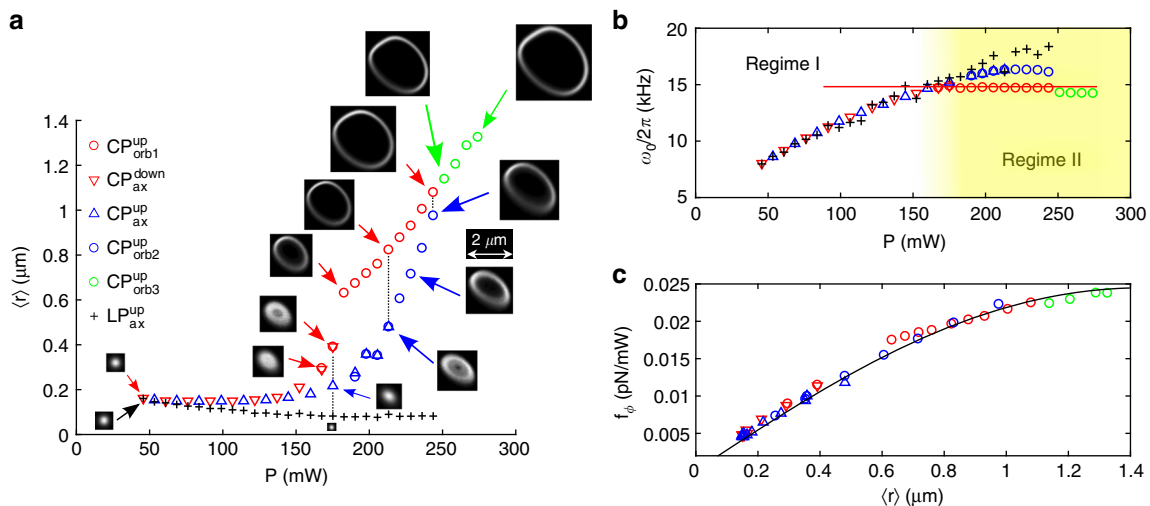 a
⟨r⟩ (μm)
1.4
1.2
1
0.8
0.6
0.4
0.2
0
0 50 100 150 200 250 300
P (mW)
CP^up_orb1
CP^down_ax
CP^up_ax
CP^up_orb2
CP^up_orb3
LP^up_ax
2 μm
b
ω₀/2π (kHz)
20
15
10
5
0 50 100 150 200 250 300
P (mW)
Regime I
Regime II
c
f_ϕ (pN/mW)
0.025
0.02
0.015
0.01
0.005
0 0.2 0.4 0.6 0.8 1 1.2 1.4
⟨r⟩ (μm)